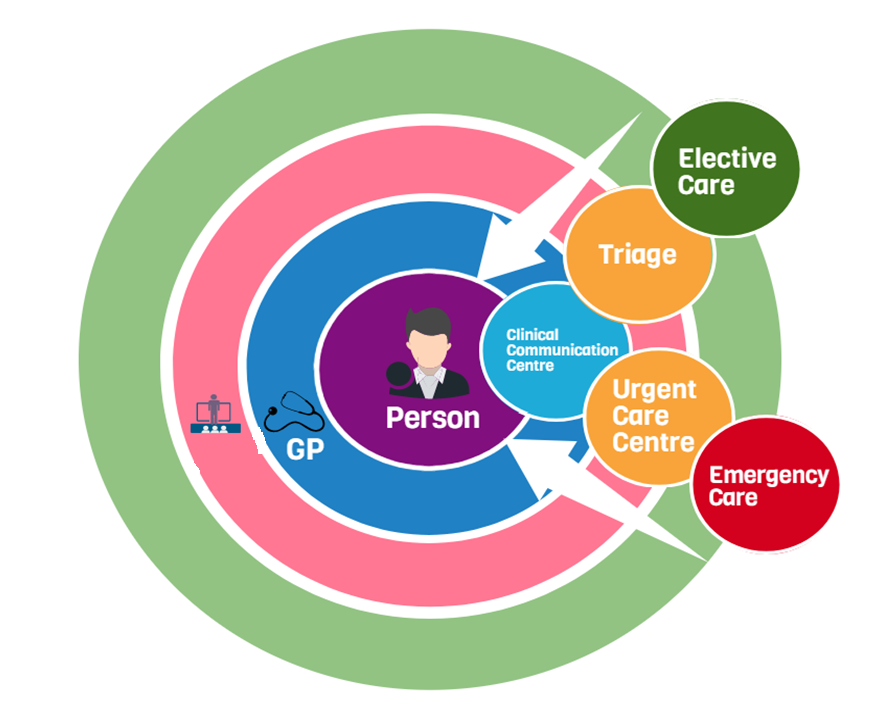 Elective
Care
Triage
Clinical
Communication
Centre
Urgent
Care
Centre
Person
GP
Emergency
Care